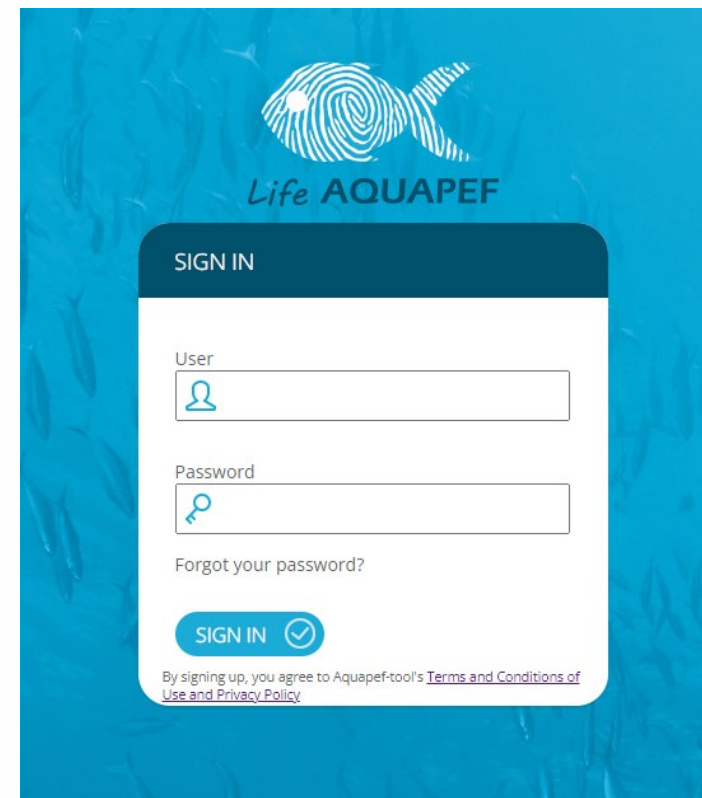 Life AQUAPEF
SIGN IN
User
Password
Forgot your password?
SIGN IN
By signing up, you agree to Aquapef-tool's Terms and Conditions of
Use and Privacy Policy